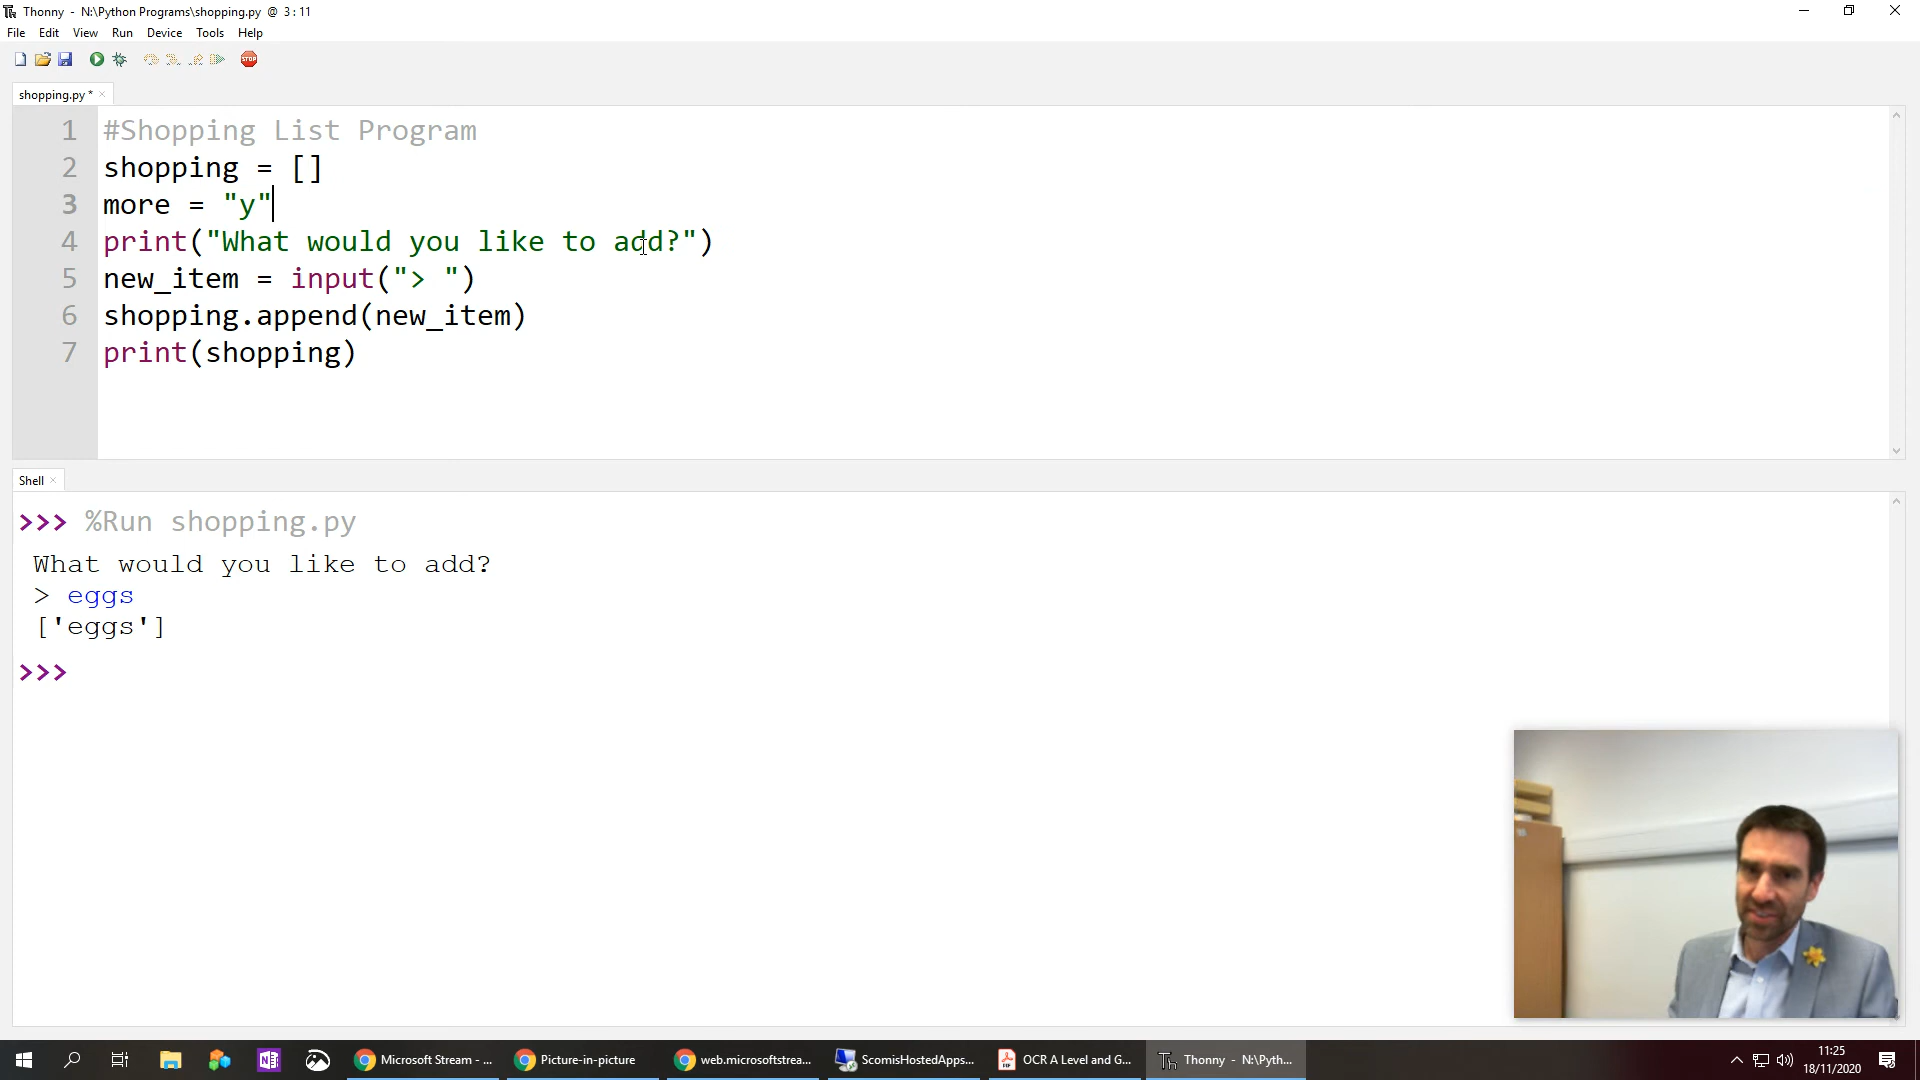 Thonny - N:\Python Programs\shopping.py @ 3 : 11
File Edit View Run Device Tools Help
STOP
shopping.py *
1 #Shopping List Program
2 shopping = []
3 more = "y"
4 print("What would you like to add?")
5 new_item = input("> ")
6 shopping.append(new_item)
7 print(shopping)
Shell
>>> %Run shopping.py
What would you like to add?
> eggs
['eggs']
>>>
Microsoft Stream - ... Picture-in-picture web.microsoftstrea... ScomisHostedApps... OCR A Level and G... Thonny - N:\Pyth... 11:25
18/11/2020